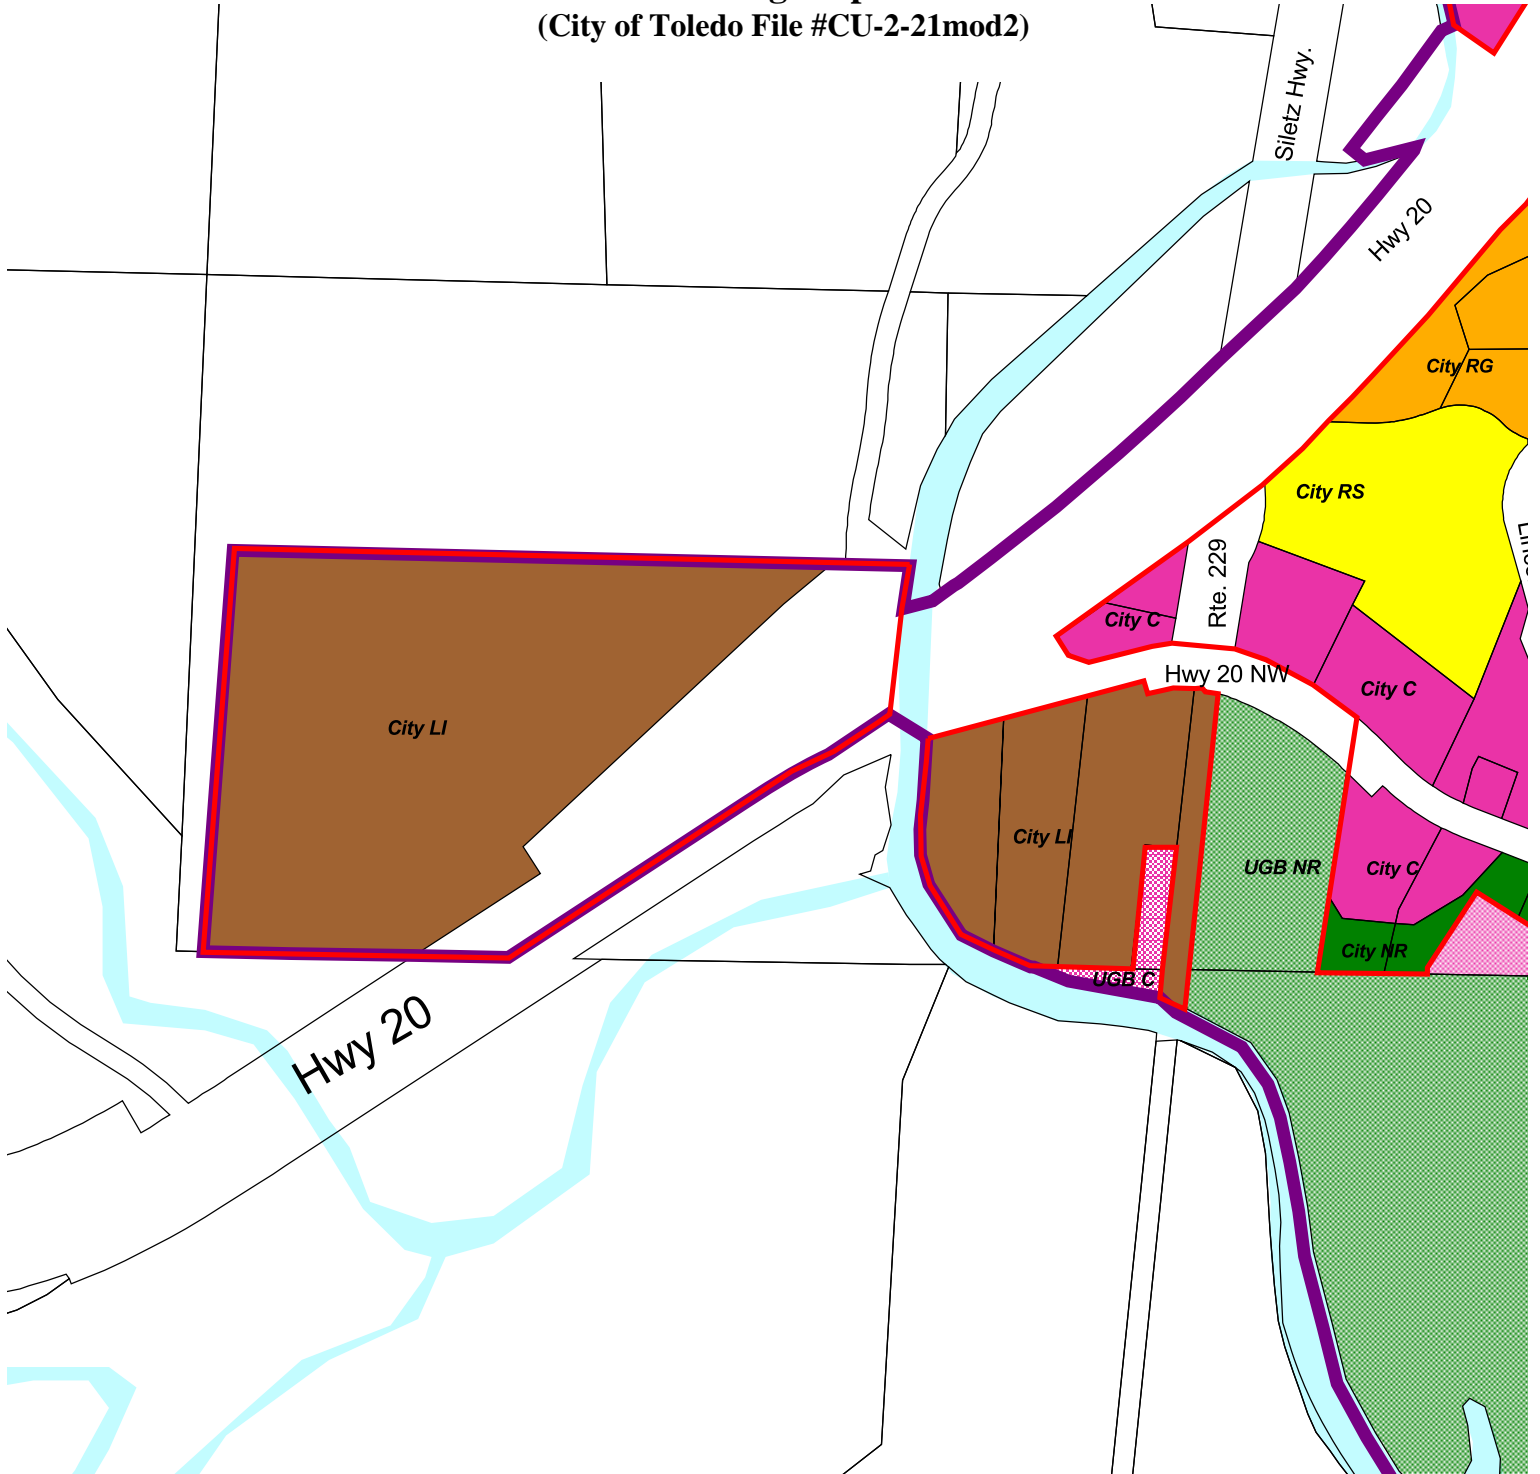 (City of Toledo File #CU-2-21mod2)
Siletz Hwy.
Hwy 20
City RG
City RS
Rte. 229
City C
Hwy 20 NW
City C
City LI
City LI
UGB NR
City C
City NR
UGB C
Hwy 20